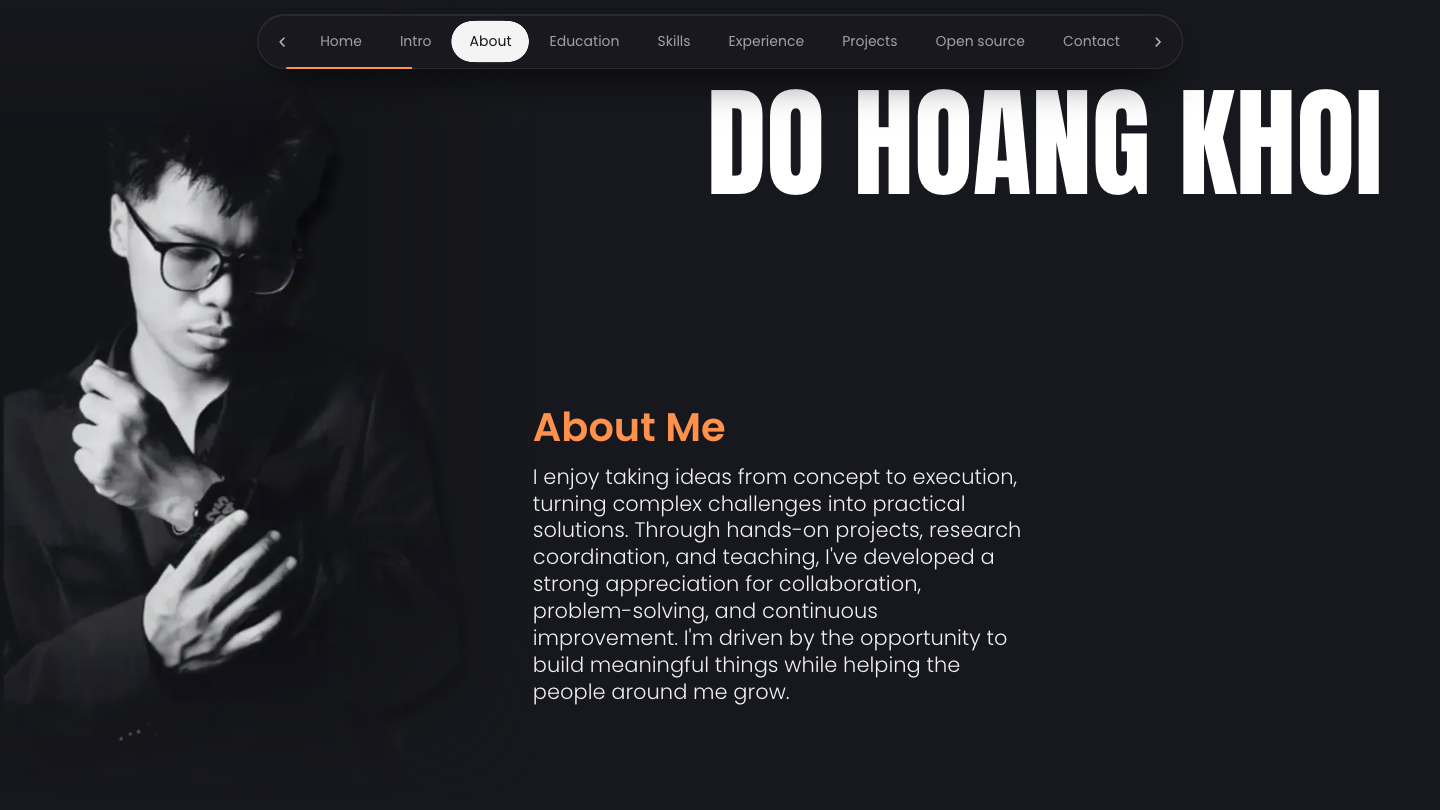 Home Intro About Education Skills Experience Projects Open source Contact
DO HOANG KHOI
About Me
I enjoy taking ideas from concept to execution,
turning complex challenges into practical
solutions. Through hands-on projects, research
coordination, and teaching, I've developed a
strong appreciation for collaboration,
problem-solving, and continuous
improvement. I'm driven by the opportunity to
build meaningful things while helping the
people around me grow.